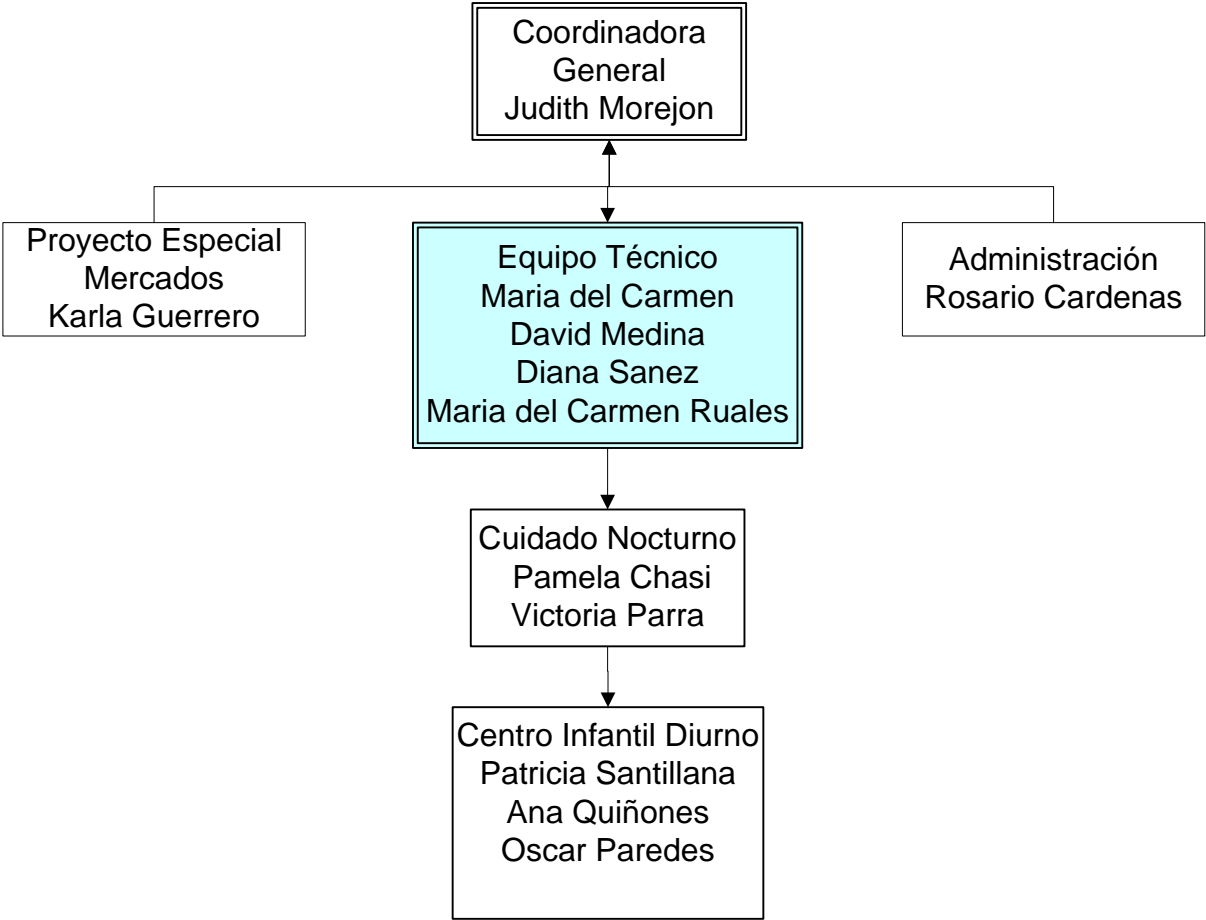 Coordinadora
General
Judith Morejon
Proyecto Especial
Mercados
Karla Guerrero
Equipo Técnico
Maria del Carmen
David Medina
Diana Sanez
Maria del Carmen Ruales
Administración
Rosario Cardenas
Cuidado Nocturno
Pamela Chasi
Victoria Parra
Centro Infantil Diurno
Patricia Santillana
Ana Quiñones
Oscar Paredes